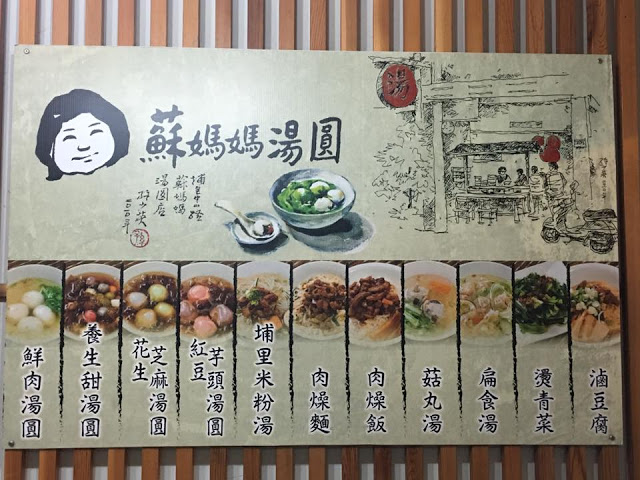 蘇媽媽湯圓
埔里
蘇媽媽
湯圓店
湯
鮮肉湯圓
養生甜湯圓
花生
芝麻湯圓
紅豆
芋頭湯圓
埔里米粉湯
肉燥麵
肉燥飯
菇丸湯
扁食湯
燙青菜
滷豆腐